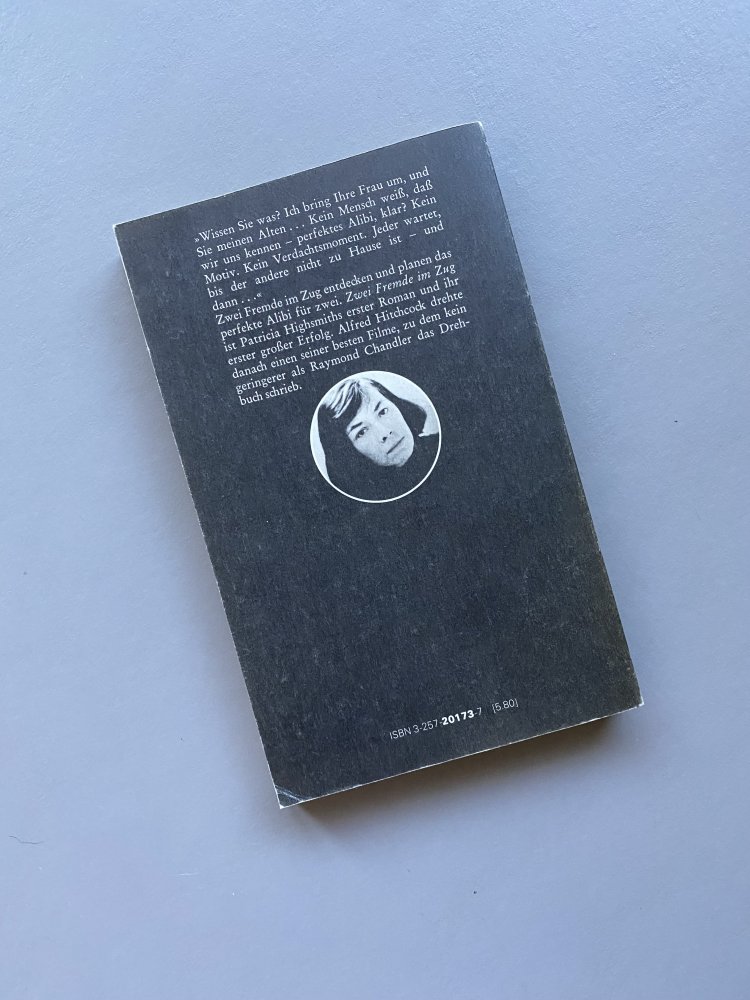 »Wissen Sie was? Ich bring Ihre Frau um, und
Sie meinen Alten . . . Kein Mensch weiß, daß
wir uns kennen – perfektes Alibi, klar? Kein
Motiv. Kein Verdachtsmoment. Jeder wartet,
bis der andere nicht zu Hause ist – und
dann . . .«
Zwei Fremde im Zug entdecken und planen das
perfekte Alibi für zwei. Zwei Fremde im Zug
ist Patricia Highsmiths erster Roman und ihr
erster großer Erfolg. Alfred Hitchcock drehte
danach einen seiner besten Filme, zu dem kein
geringerer als Raymond Chandler das Dreh-
buch schrieb.
ISBN 3-257-20173-7 [5.80]